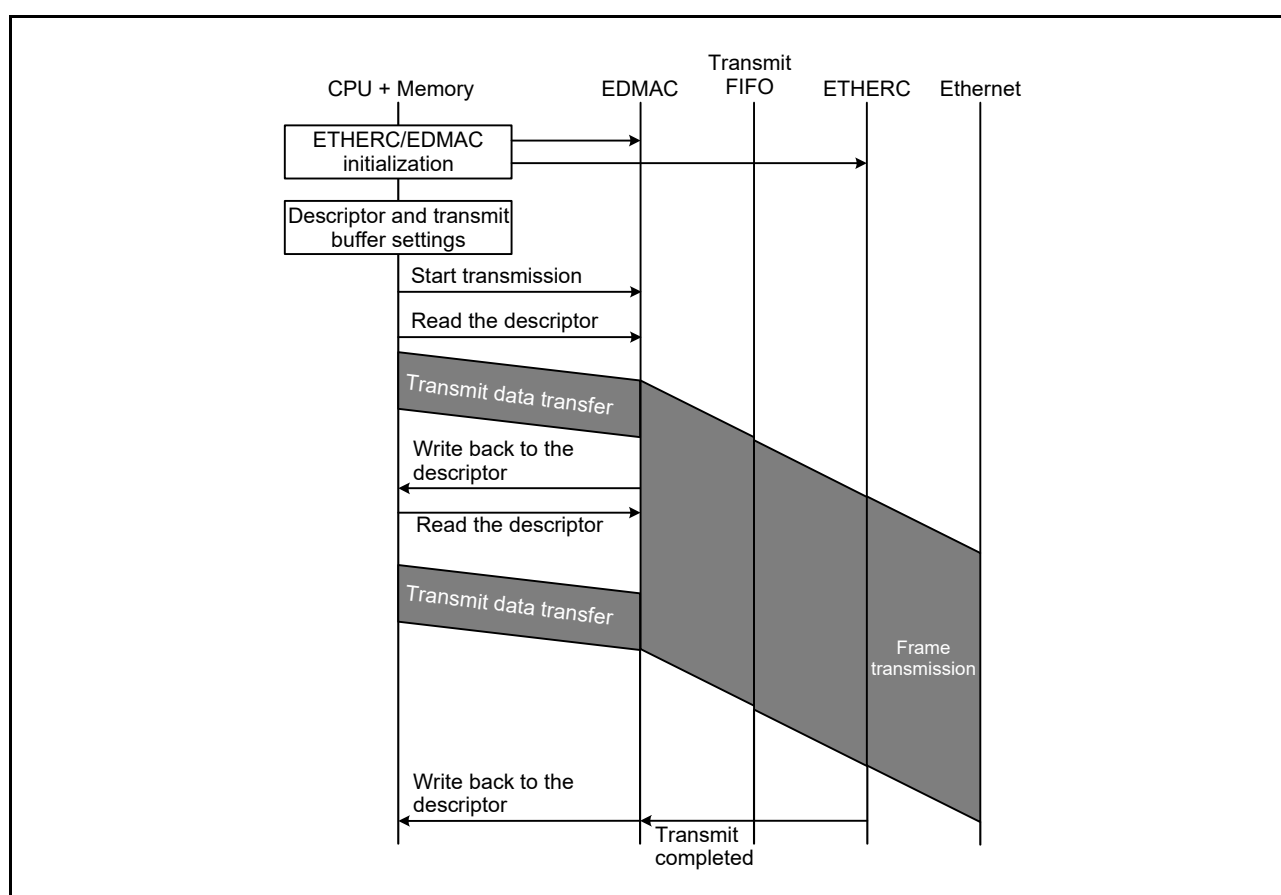 Transmit
FIFO
CPU + Memory
EDMAC
ETHERC
Ethernet
ETHERC/EDMAC
initialization
Descriptor and transmit
buffer settings
Start transmission
Read the descriptor
Transmit data transfer
Write back to the
descriptor
Read the descriptor
Transmit data transfer
Frame
transmission
Write back to the
descriptor
Transmit
completed